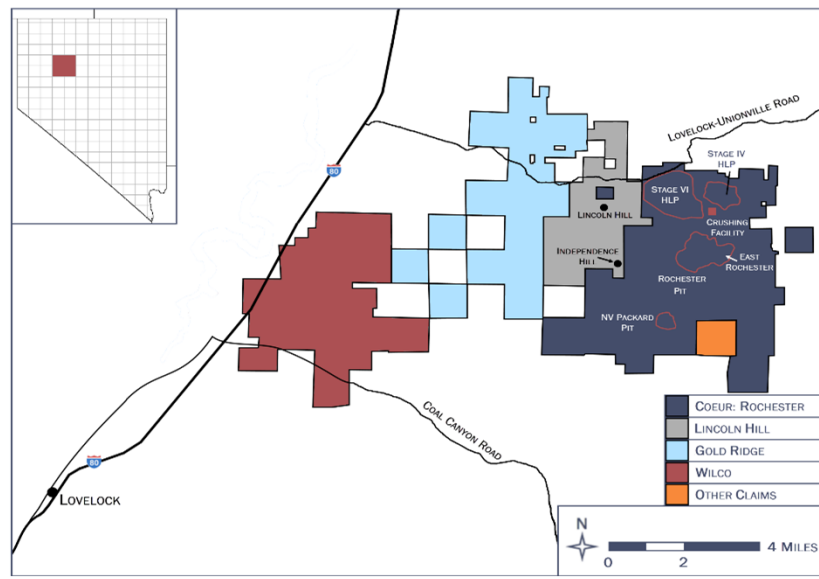 LOVELOCK-UNIONVILLE ROAD
STAGE IV
HLP
80
STAGE VI
HLP
LINCOLN HILL
CRUSHING
FACILITY
INDEPENDENCE
HILL
EAST
ROCHESTER
ROCHESTER
PIT
NV PACKARD
PIT
COAL CANYON ROAD
80
LOVELOCK
COEUR: ROCHESTER
LINCOLN HILL
GOLD RIDGE
WILCO
OTHER CLAIMS
N
4 MILES
0 2